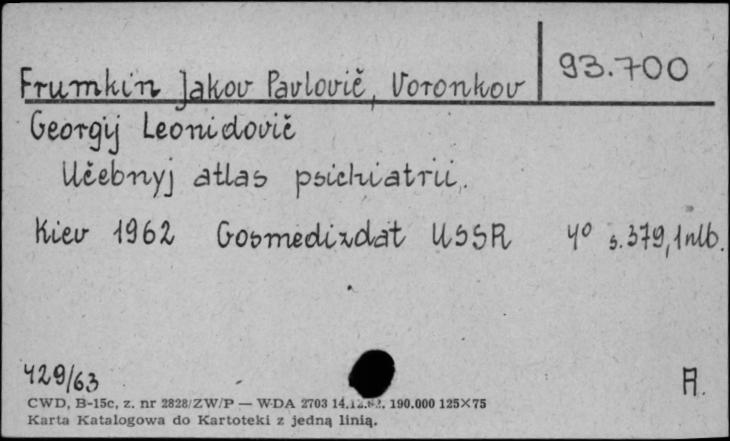 93.700
Frumkin Jakov Pavlovič, Voronkov
Georgij Leonidovič
Učebnyj atlas psichiatrii.
Kiev 1962 Gosmedizdat USSR 4º s.379,1nlb.
429/63
A.
CWD, B-15c, z. nr 2828/ZW/P — WDA 2703 14.12.62. 190.000 125×75
Karta Katalogowa do Kartoteki z jedną linią.